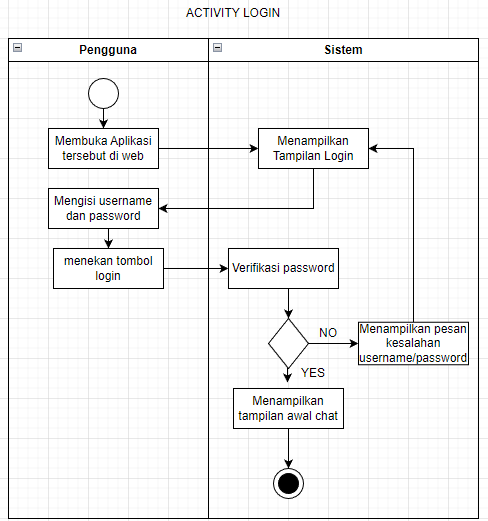 ACTIVITY LOGIN
Pengguna
Sistem
Membuka Aplikasi
tersebut di web
Menampilkan
Tampilan Login
Mengisi username
dan password
menekan tombol
login
Verifikasi password
NO
Menampilkan pesan
kesalahan
username/password
YES
Menampilkan
tampilan awal chat